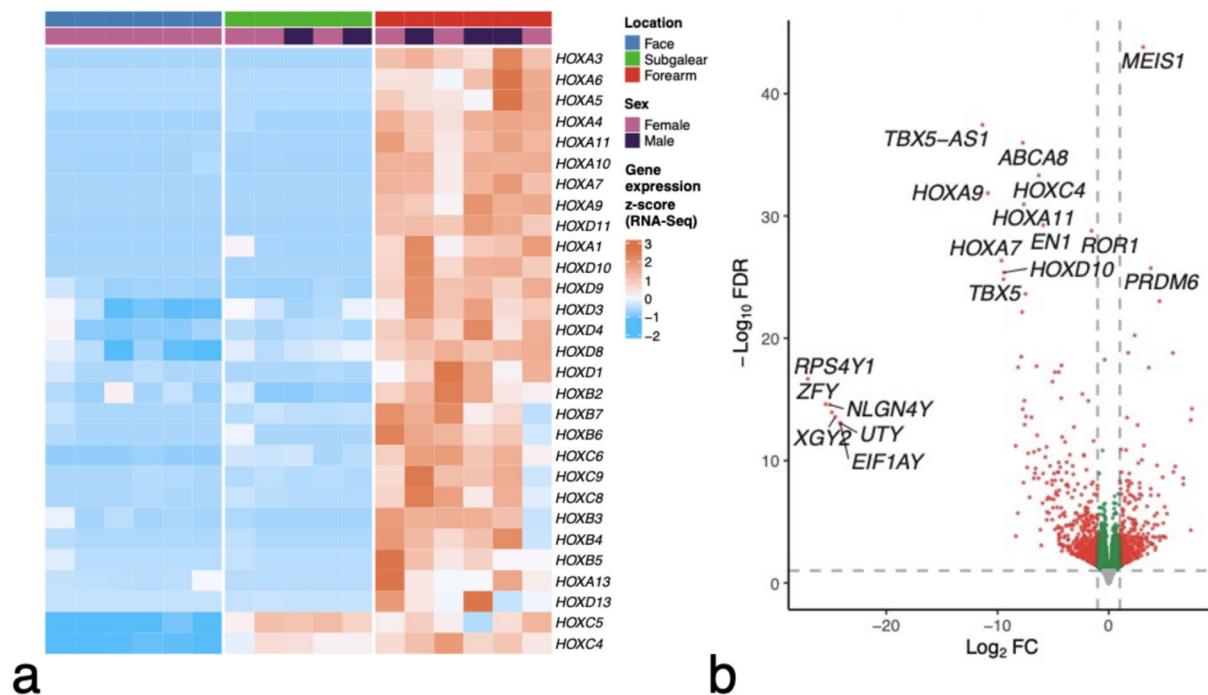 Location
Face
Subgalear
Forearm
Sex
Female
Male
Gene
expression
z-score
(RNA-Seq)
3
2
1
0
−1
−2
HOXA3
HOXA6
HOXA5
HOXA4
HOXA11
HOXA10
HOXA7
HOXA9
HOXD11
HOXA1
HOXD10
HOXD9
HOXD3
HOXD4
HOXD8
HOXD1
HOXB2
HOXB7
HOXB6
HOXC6
HOXC9
HOXC8
HOXB3
HOXB4
HOXB5
HOXA13
HOXD13
HOXC5
HOXC4
a
−Log10 FDR
40
30
20
10
0
MEIS1
TBX5−AS1
ABCA8
HOXA9
HOXC4
HOXA11
EN1
ROR1
HOXA7
HOXD10
PRDM6
TBX5
RPS4Y1
ZFY
NLGN4Y
XGY2
UTY
EIF1AY
−20
−10
0
Log2 FC
b